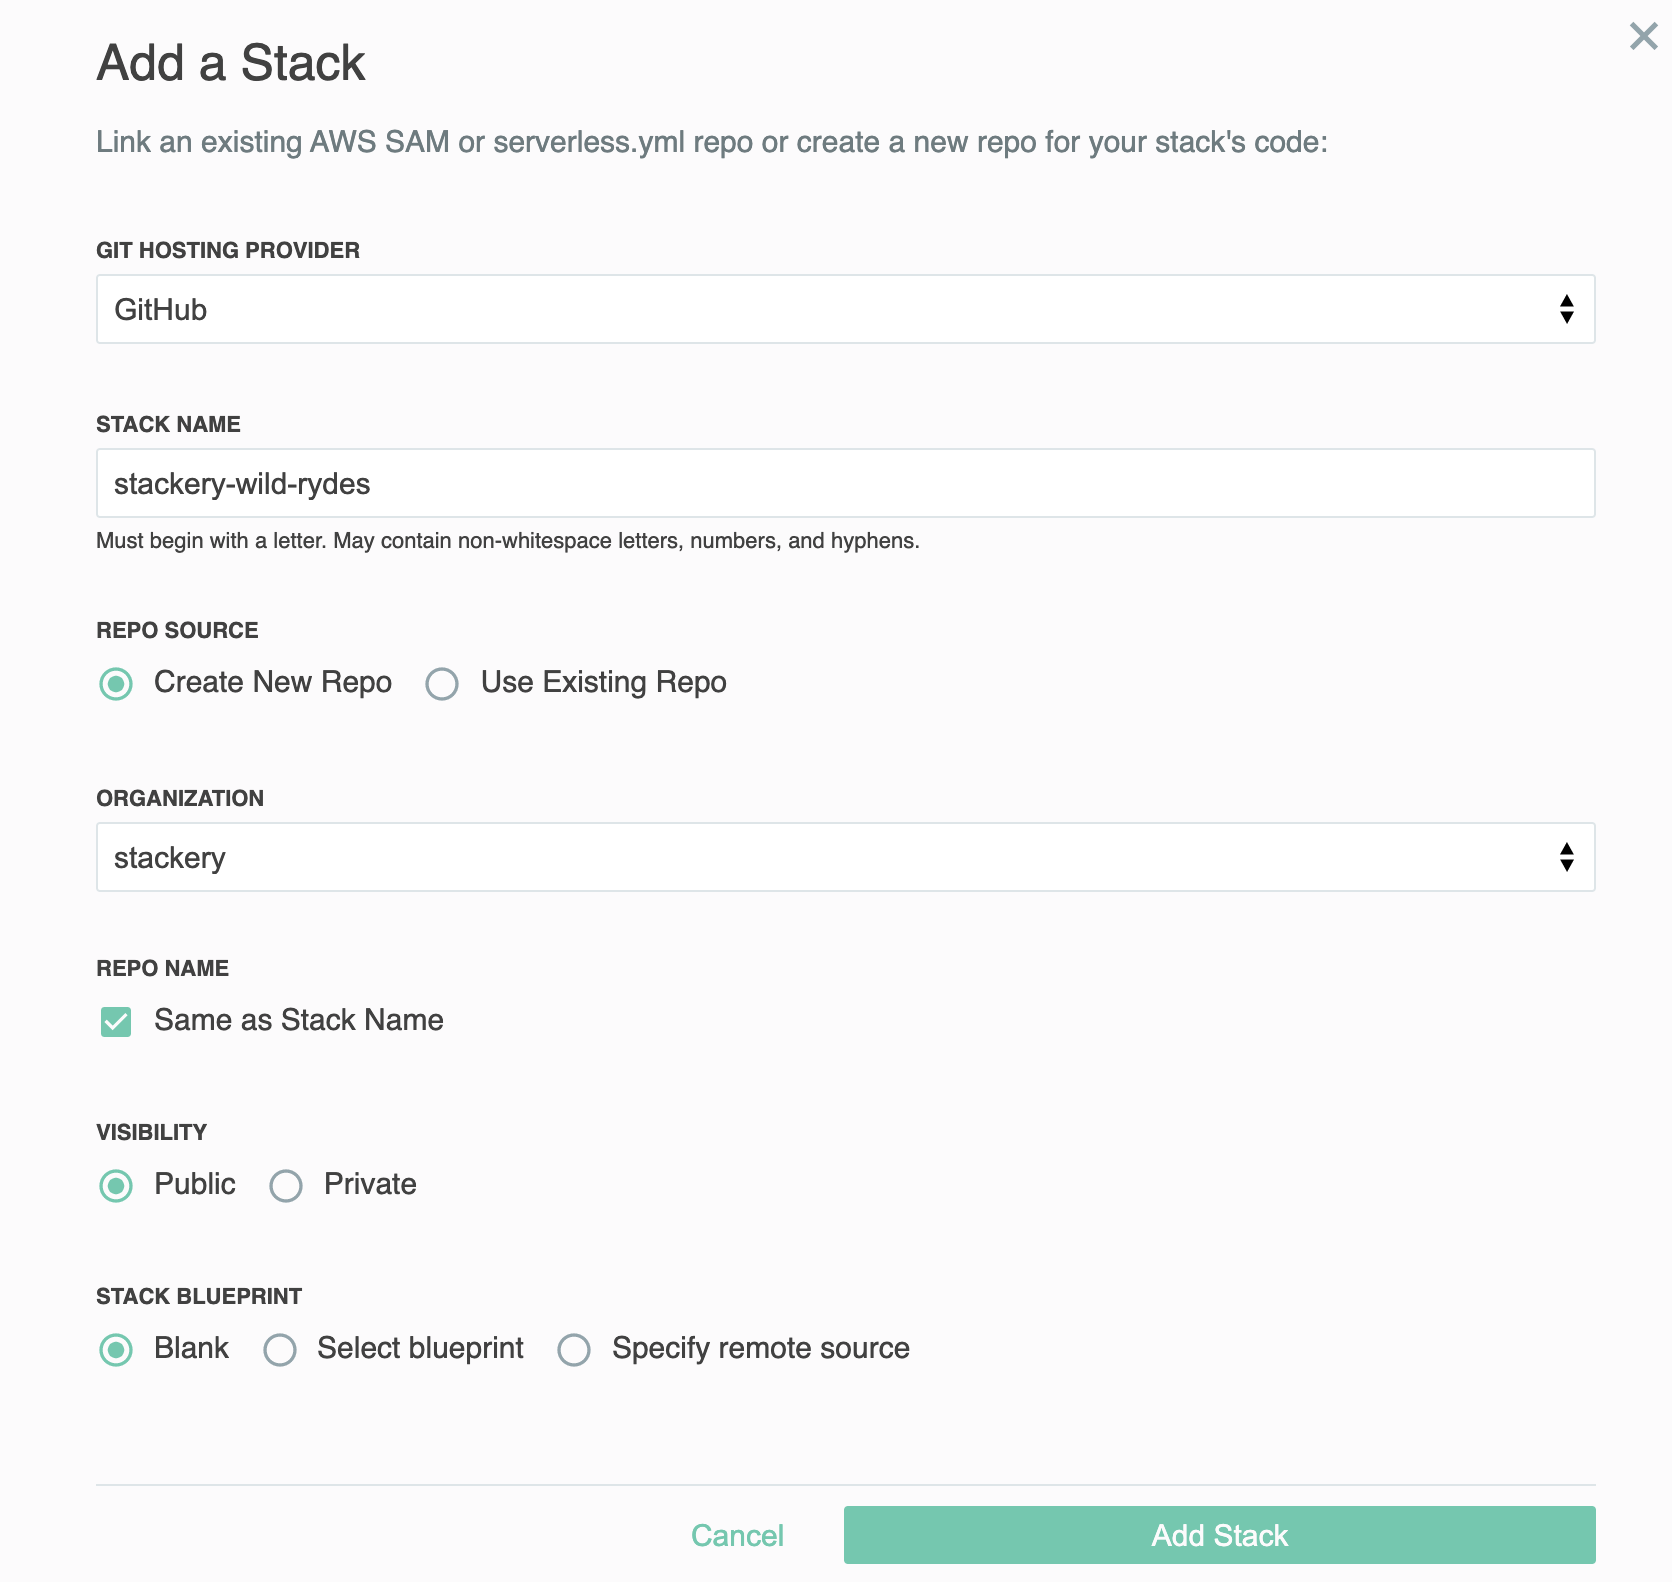 Add a Stack
Link an existing AWS SAM or serverless.yml repo or create a new repo for your stack's code:
GIT HOSTING PROVIDER
GitHub
STACK NAME
stackery-wild-rydes
Must begin with a letter. May contain non-whitespace letters, numbers, and hyphens.
REPO SOURCE
Create New Repo Use Existing Repo
ORGANIZATION
stackery
REPO NAME
Same as Stack Name
VISIBILITY
Public Private
STACK BLUEPRINT
Blank Select blueprint Specify remote source
Cancel Add Stack